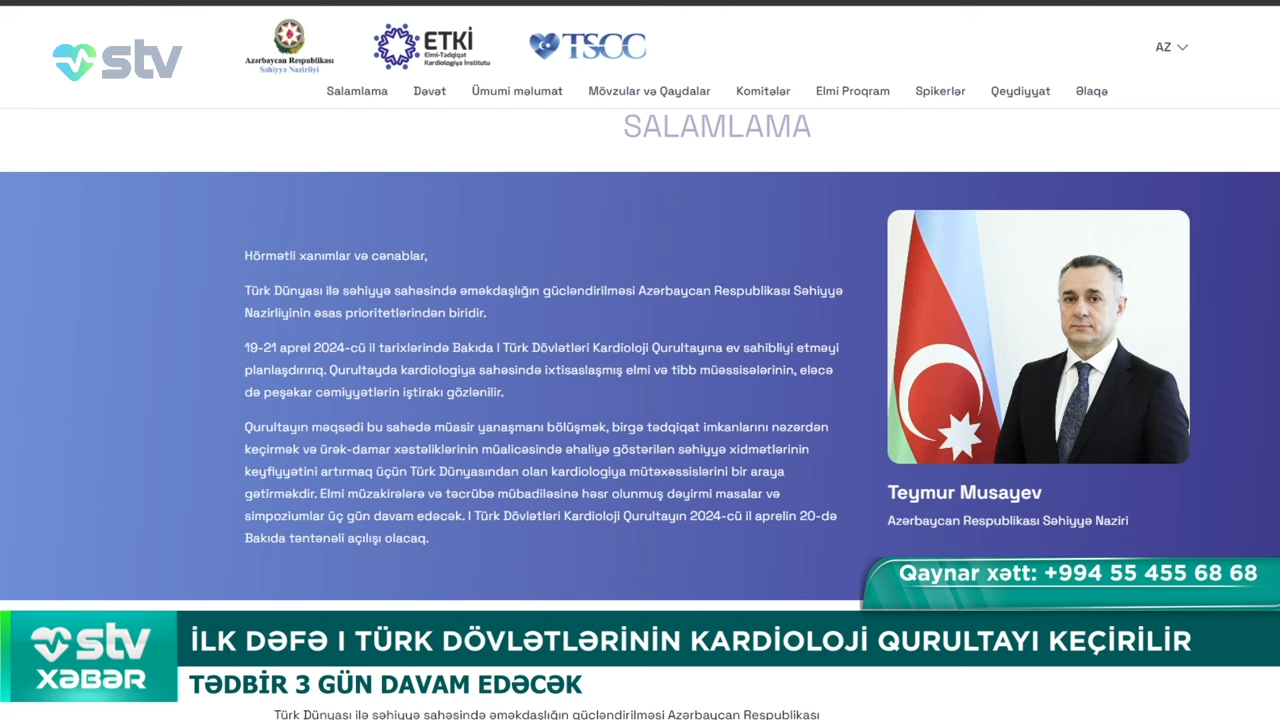 stv
Azərbaycan Respublikası
Səhiyyə Nazirliyi
ETKİ
Elmi-Tədqiqat
Kardiologiya İnstitutu
TSCC
AZ
Salamlama Dəvət Ümumi məlumat Mövzular və Qaydalar Komitələr Elmi Proqram Spikerlər Qeydiyyat Əlaqə
SALAMLAMA
Hörmətli xanımlar və cənablar,
Türk Dünyası ilə səhiyyə sahəsində əməkdaşlığın gücləndirilməsi Azərbaycan Respublikası Səhiyyə
Nazirliyinin əsas prioritetlərindən biridir.
19-21 aprel 2024-cü il tarixlərində Bakıda I Türk Dövlətləri Kardioloji Qurultayına ev sahibliyi etməyi
planlaşdırırıq. Qurultayda kardiologiya sahəsində ixtisaslaşmış elmi və tibb müəssisələrinin, eləcə
də peşəkar cəmiyyətlərin iştirakı gözlənilir.
Qurultayın məqsədi bu sahədə müasir yanaşmanı bölüşmək, birgə tədqiqat imkanlarını nəzərdən
keçirmək və ürək-damar xəstəliklərinin müalicəsində əhaliyə göstərilən səhiyyə xidmətlərinin
keyfiyyətini artırmaq üçün Türk Dünyasından olan kardiologiya mütəxəssislərini bir araya
gətirməkdir. Elmi müzakirələrə və təcrübə mübadiləsinə həsr olunmuş dəyirmi masalar və
simpoziumlar üç gün davam edəcək. I Türk Dövlətləri Kardioloji Qurultayın 2024-cü il aprelin 20-də
Bakıda təntənəli açılışı olacaq.
Teymur Musayev
Azərbaycan Respublikası Səhiyyə Naziri
Qaynar xətt: +994 55 455 68 68
stv
XƏBƏR
İLK DƏFƏ I TÜRK DÖVLƏTLƏRİNİN KARDİOLOJİ QURULTAYI KEÇİRİLİR
TƏDBİR 3 GÜN DAVAM EDƏCƏK
Türk Dünyası ilə səhiyyə sahəsində əməkdaşlığın gücləndirilməsi Azərbaycan Respublikası